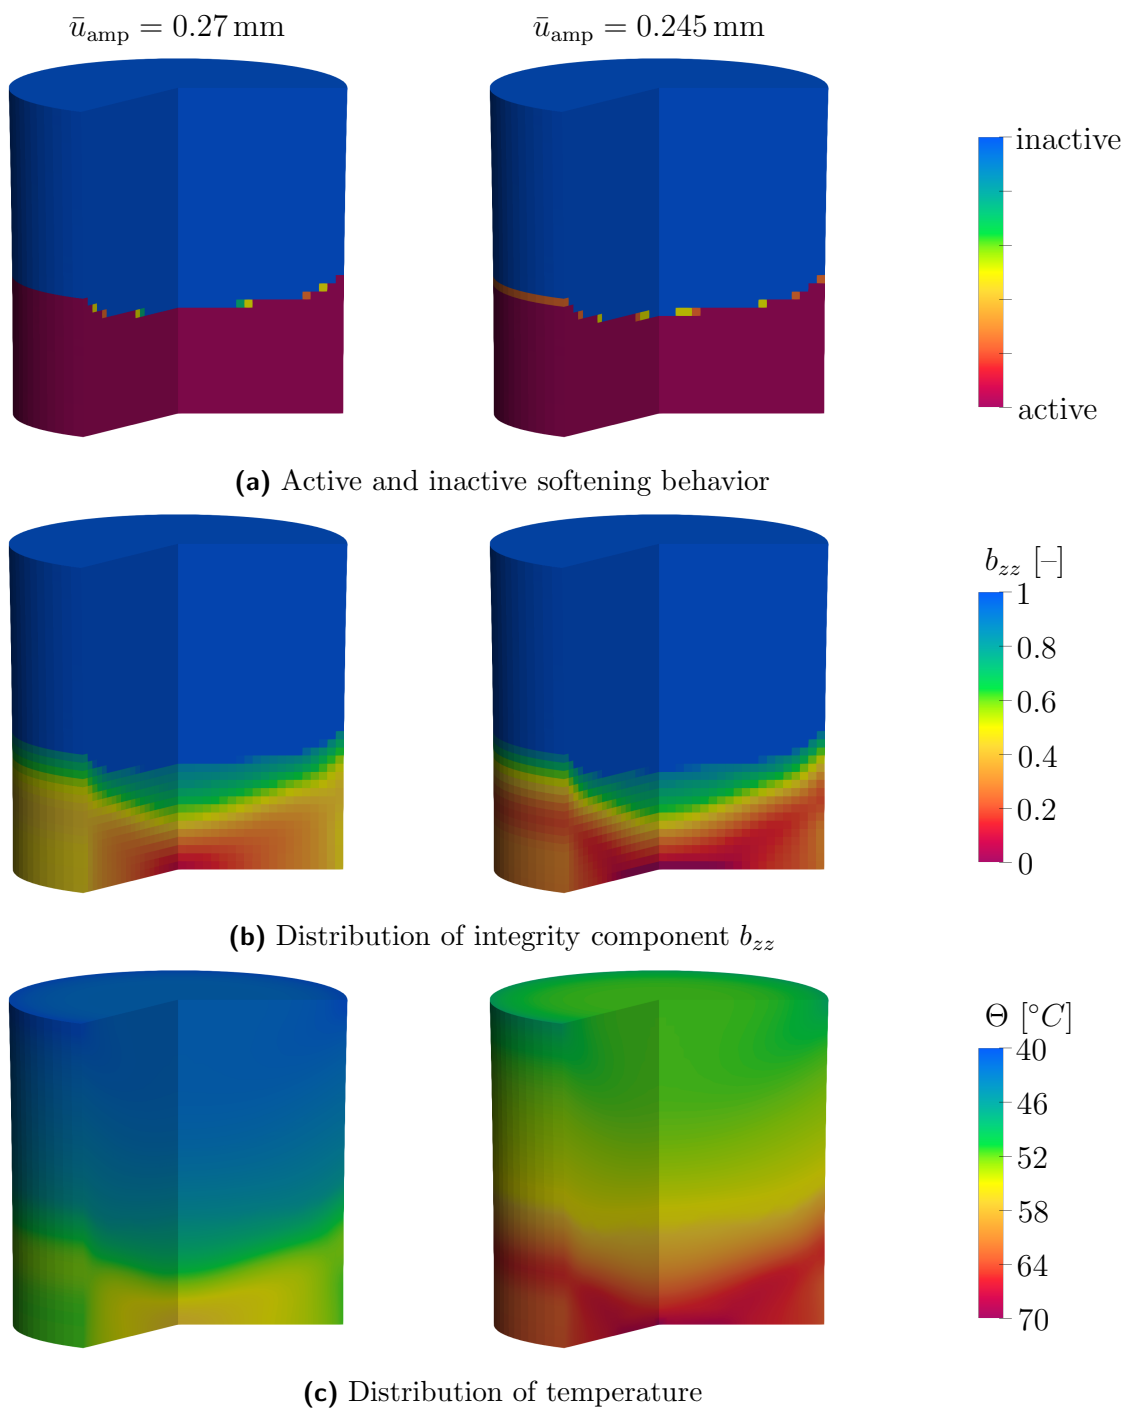 ū_amp = 0.27 mm
ū_amp = 0.245 mm
inactive
active
(a) Active and inactive softening behavior
b_zz [–]
1
0.8
0.6
0.4
0.2
0
(b) Distribution of integrity component b_zz
Θ [°C]
40
46
52
58
64
70
(c) Distribution of temperature